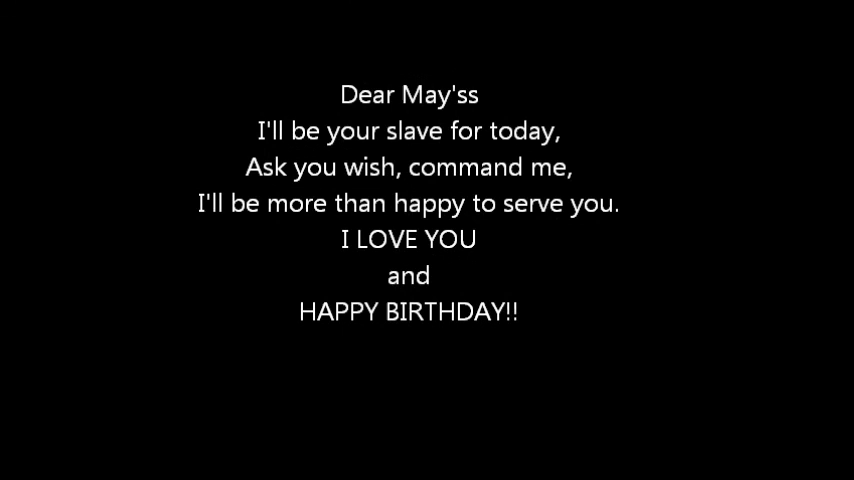 Dear May'ss
I'll be your slave for today,
Ask you wish, command me,
I'll be more than happy to serve you.
I LOVE YOU
and
HAPPY BIRTHDAY!!